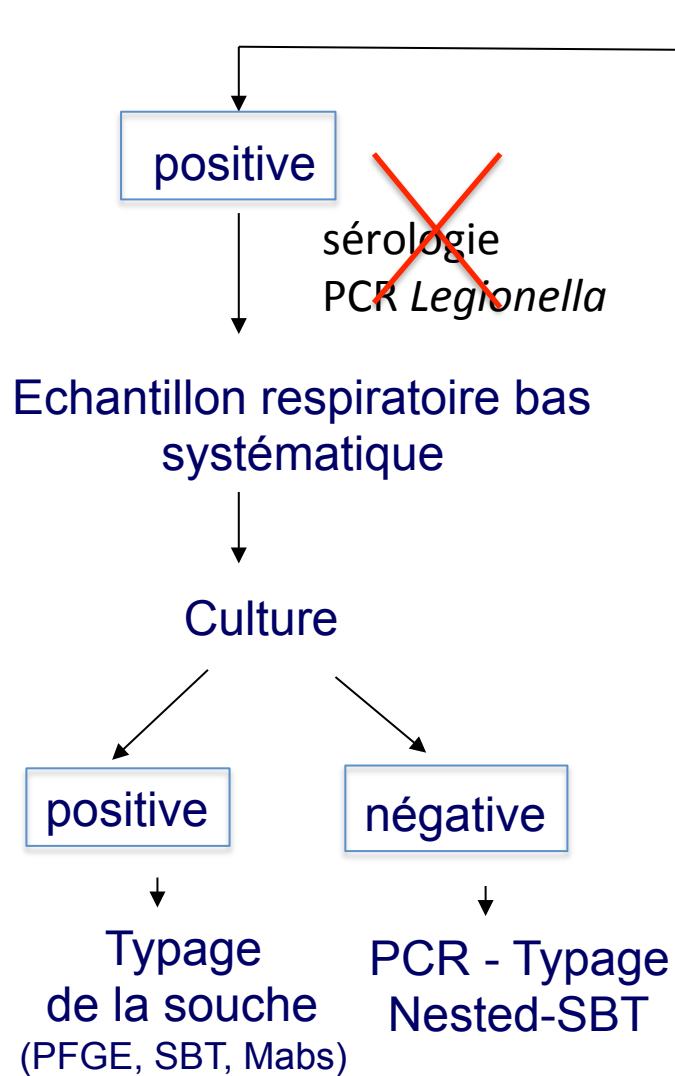 positive
sérologie
PCR Legionella
Echantillon respiratoire bas
systématique
Culture
positive
négative
Typage
de la souche
(PFGE, SBT, Mabs)
PCR - Typage
Nested-SBT